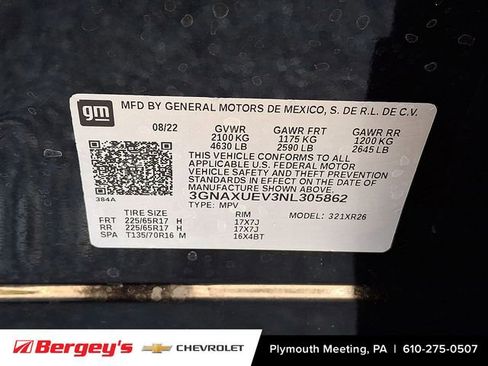 gm
MFD BY GENERAL MOTORS DE MEXICO, S. DE R.L. DE C.V.
08/22 GVWR GAWR FRT GAWR RR
2100 KG 1175 KG 1200 KG
4630 LB 2590 LB 2645 LB
THIS VEHICLE CONFORMS TO ALL
APPLICABLE U.S. FEDERAL MOTOR
VEHICLE SAFETY AND THEFT
PREVENTION STANDARDS IN EFFECT ON
THE DATE OF MANUFACTURE
SHOWN ABOVE.
3GNAXUEV3NL305862
384A TYPE: MPV MODEL: 321XR26
TIRE SIZE RIM
FRT 225/65R17 H 17X7J
RR 225/65R17 H 17X7J
SPA T135/70R16 M 16X4BT
Bergey's CHEVROLET Plymouth Meeting, PA | 610-275-0507